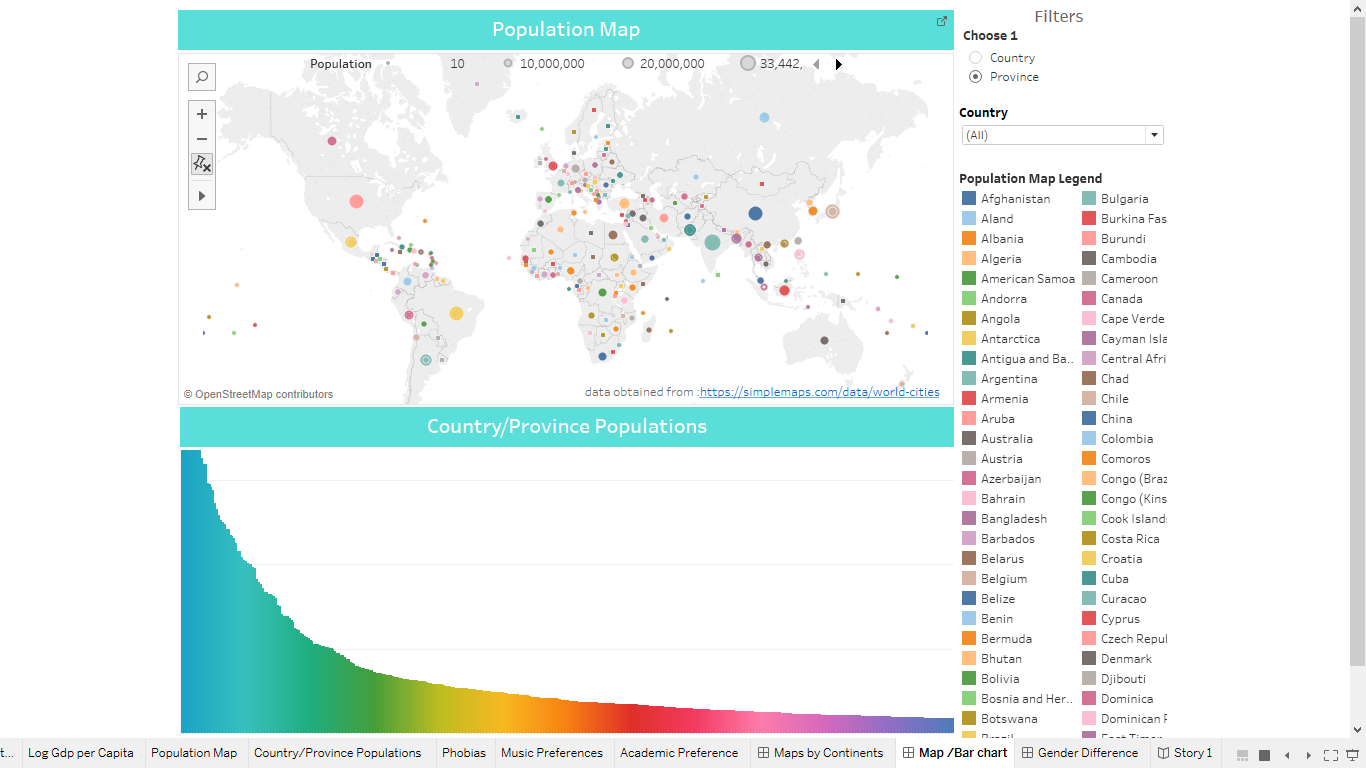 Population Map
Population 10 10,000,000 20,000,000 33,442,
© OpenStreetMap contributors
data obtained from :https://simplemaps.com/data/world-cities
Country/Province Populations
Filters
Choose 1
Country
Province
Country
(All)
Population Map Legend
Afghanistan Bulgaria
Aland Burkina Fas
Albania Burundi
Algeria Cambodia
American Samoa Cameroon
Andorra Canada
Angola Cape Verde
Antarctica Cayman Isla
Antigua and Ba.. Central Afri
Argentina Chad
Armenia Chile
Aruba China
Australia Colombia
Austria Comoros
Azerbaijan Congo (Braz
Bahrain Congo (Kins
Bangladesh Cook Island
Barbados Costa Rica
Belarus Croatia
Belgium Cuba
Belize Curacao
Benin Cyprus
Bermuda Czech Repul
Bhutan Denmark
Bolivia Djibouti
Bosnia and Her.. Dominica
Botswana Dominican R
Brazil East Timor
t... Log Gdp per Capita Population Map Country/Province Populations Phobias Music Preferences Academic Preference Maps by Continents Map /Bar chart Gender Difference Story 1